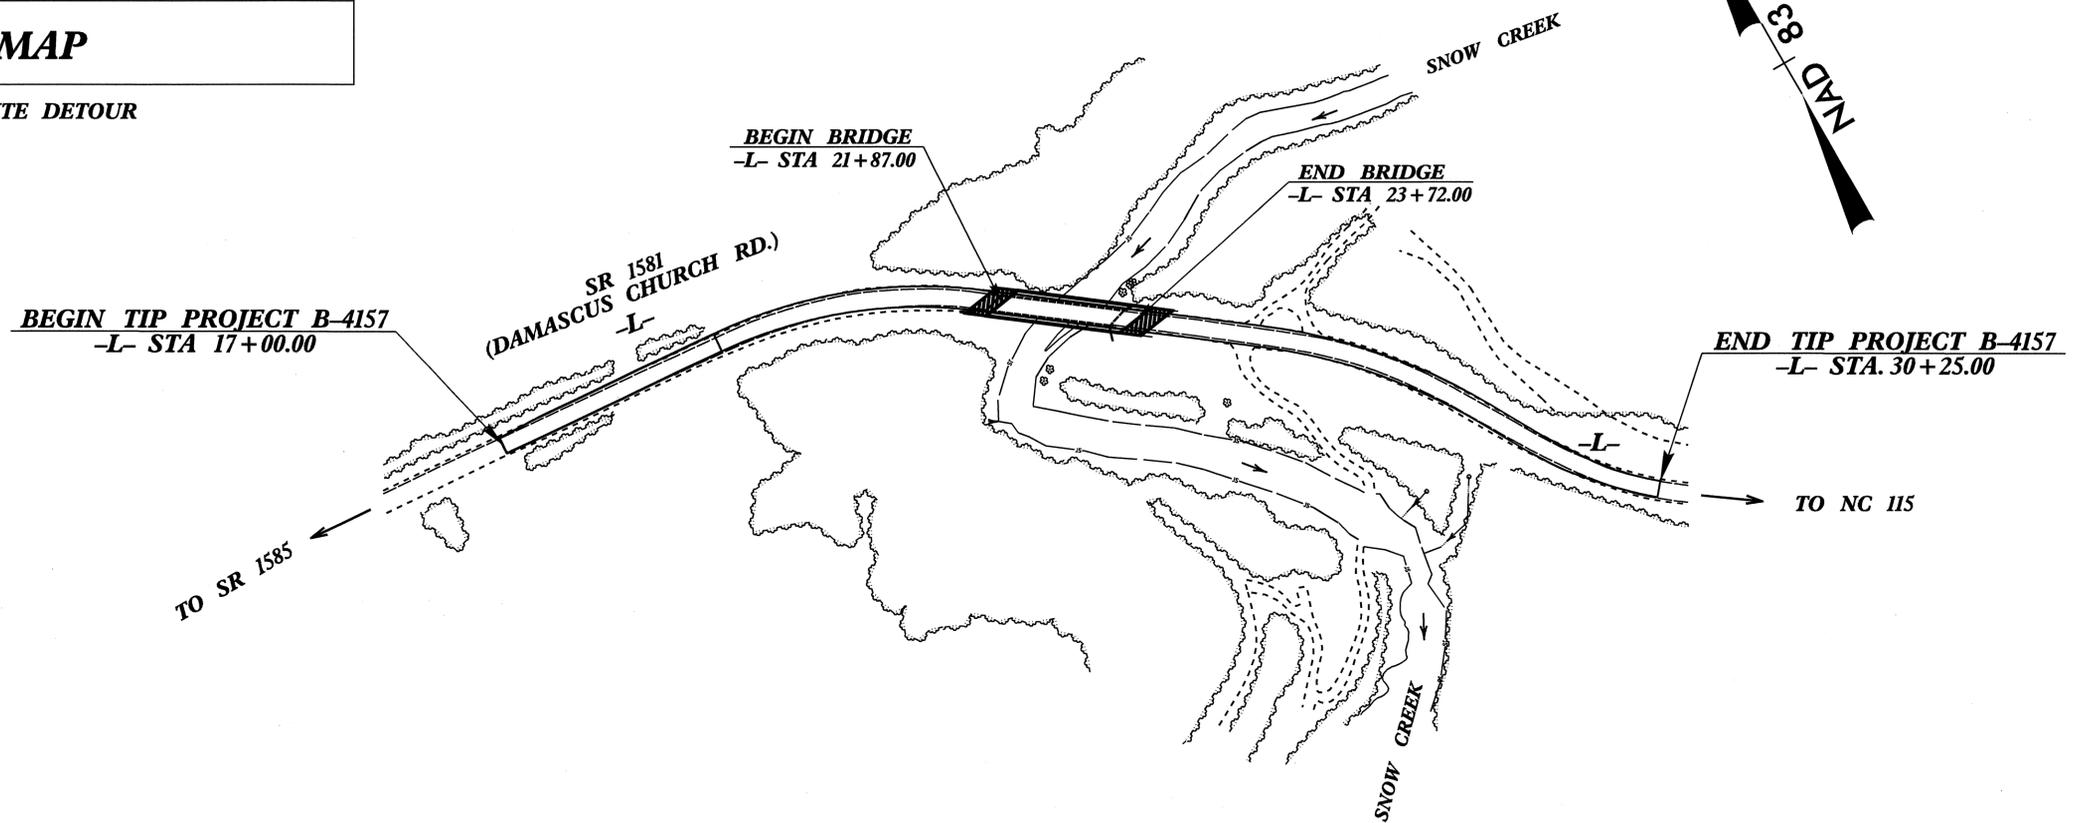 MAP
TE DETOUR
SNOW CREEK
NAD 83
BEGIN BRIDGE
-L- STA 21+87.00
END BRIDGE
-L- STA 23+72.00
SR 1581
(DAMASCUS CHURCH RD.)
-L-
BEGIN TIP PROJECT B-4157
-L- STA 17+00.00
END TIP PROJECT B-4157
-L- STA. 30+25.00
-L-
TO NC 115
TO SR 1585
SNOW CREEK